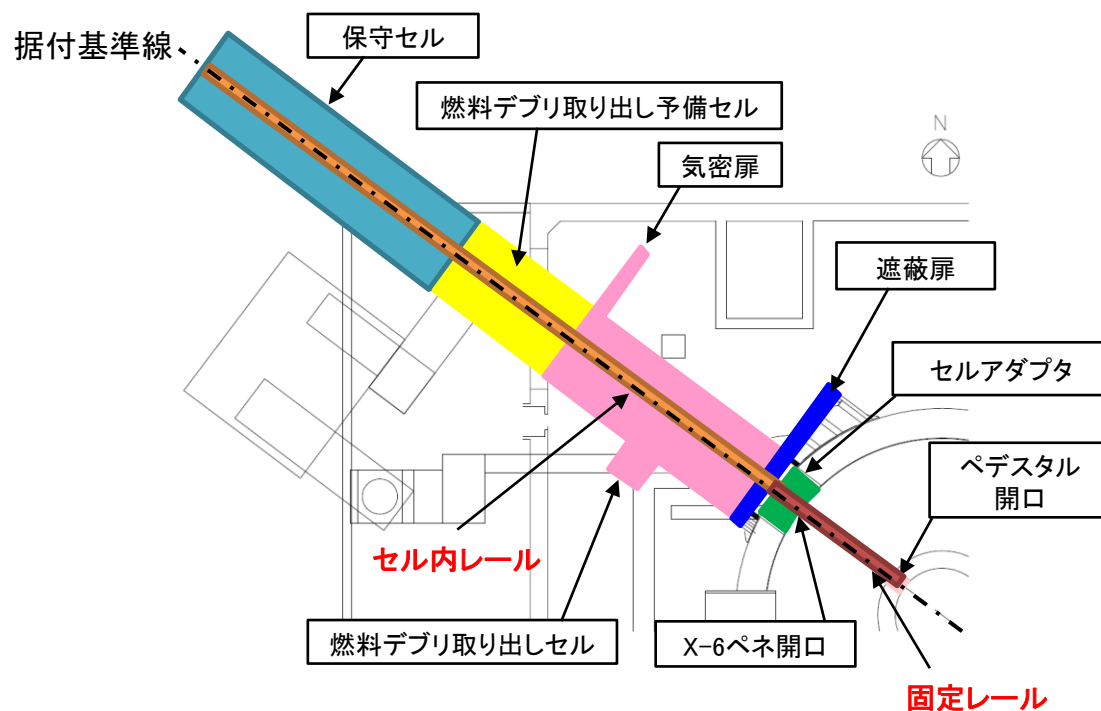 保守セル
据付基準線
燃料デブリ取り出し予備セル
N
気密扉
遮蔽扉
セルアダプタ
ペデスタル
開口
セル内レール
燃料デブリ取り出しセル
X-6ペネ開口
固定レール